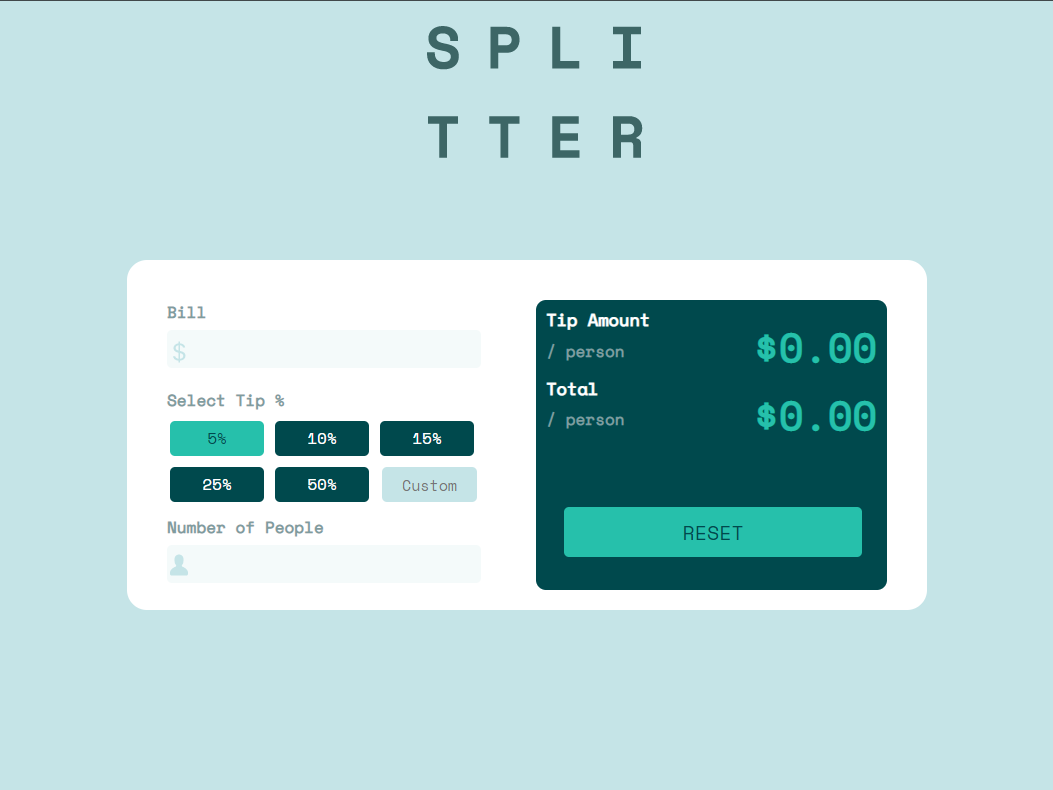 S P L I
T T E R
Bill
$
Select Tip %
5% 10% 15%
25% 50% Custom
Number of People
Tip Amount
/ person $0.00
Total
/ person $0.00
RESET